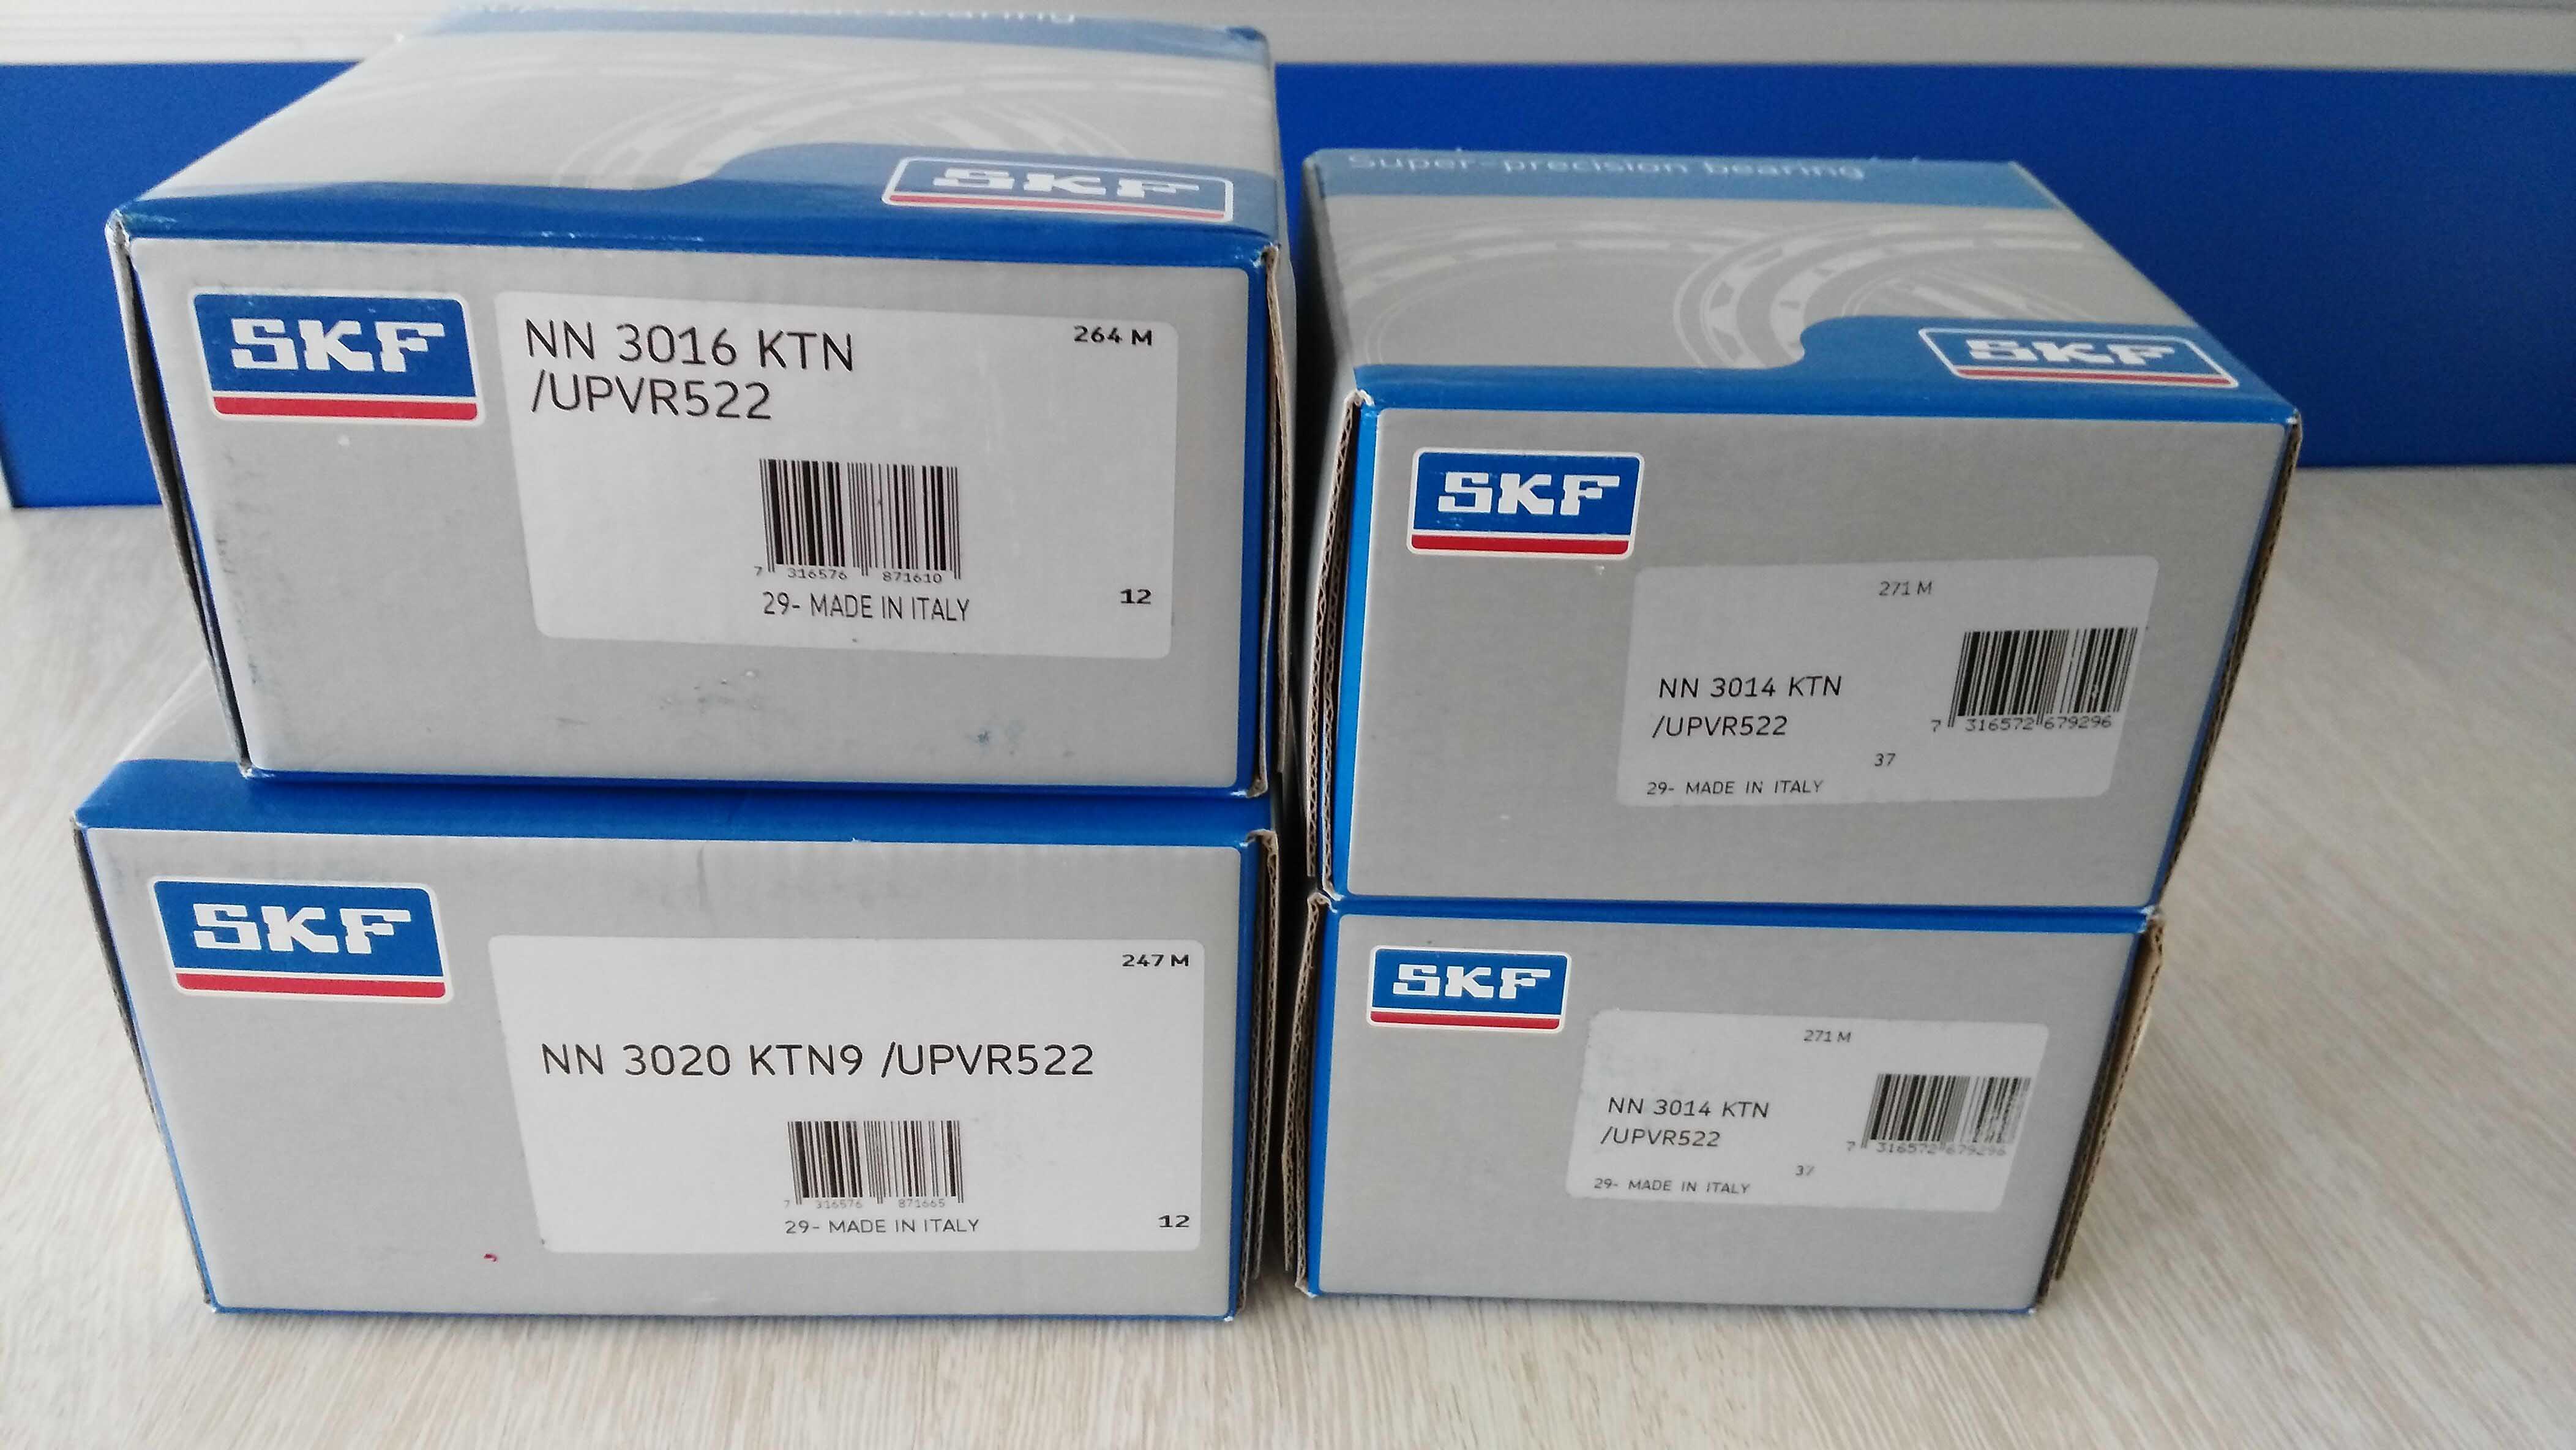 bearing
SKF
SKF
NN 3016 KTN
/UPVR522
264 M
7 316576 871610
29- MADE IN ITALY
12
SKF
247 M
NN 3020 KTN9 /UPVR522
7 316576 871665
29- MADE IN ITALY
12
Super-precision bearing
SKF
SKF
271 M
NN 3014 KTN
/UPVR522
7 316572 679296
37
29- MADE IN ITALY
SKF
271 M
NN 3014 KTN
/UPVR522
7 316572 679296
37
29- MADE IN ITALY